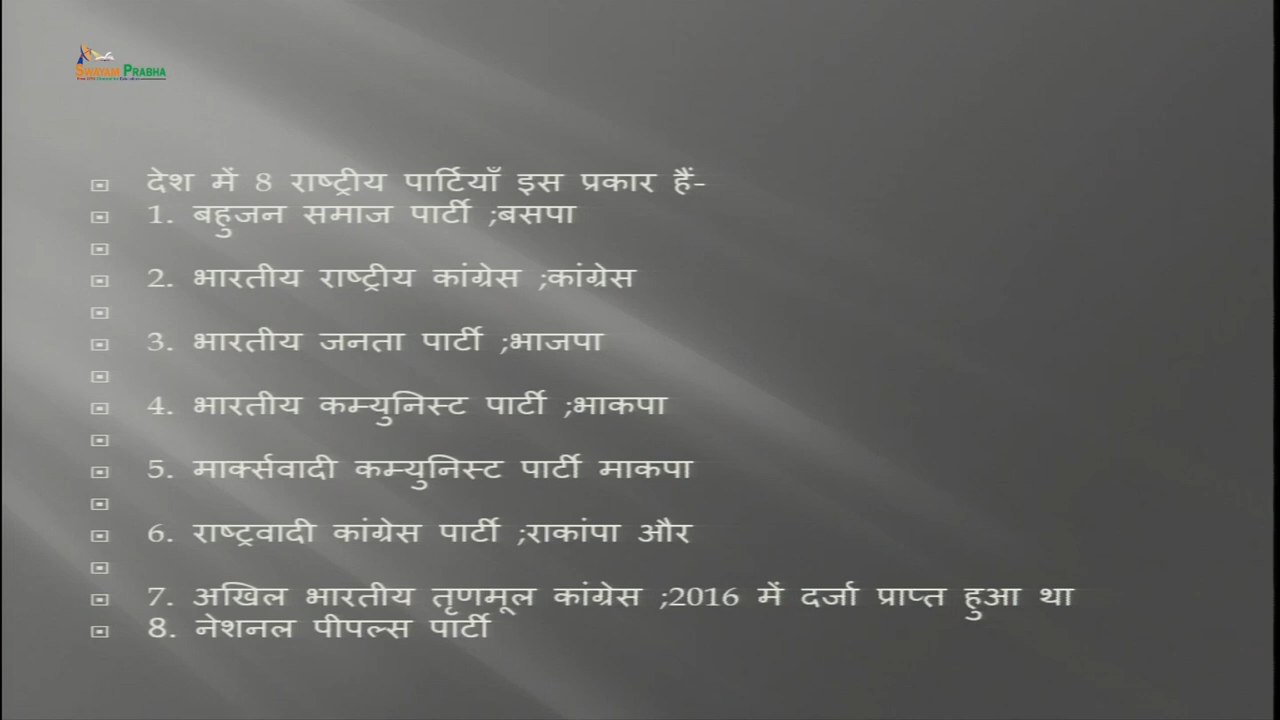 SWAYAM PRABHA
देश में 8 राष्ट्रीय पार्टियाँ इस प्रकार हैं-
1. बहुजन समाज पार्टी ;बसपा
2. भारतीय राष्ट्रीय कांग्रेस ;कांग्रेस
3. भारतीय जनता पार्टी ;भाजपा
4. भारतीय कम्युनिस्ट पार्टी ;भाकपा
5. मार्क्सवादी कम्युनिस्ट पार्टी माकपा
6. राष्ट्रवादी कांग्रेस पार्टी ;राकांपा और
7. अखिल भारतीय तृणमूल कांग्रेस ;2016 में दर्जा प्राप्त हुआ था
8. नेशनल पीपल्स पार्टी